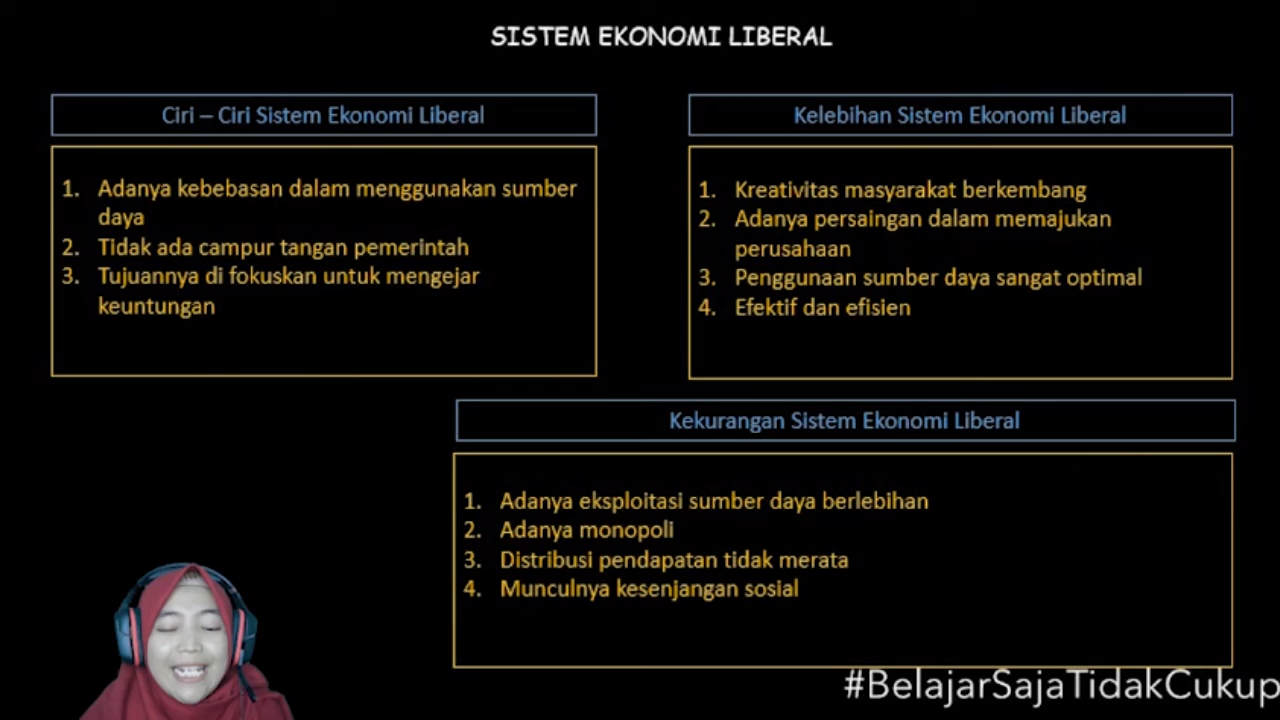 SISTEM EKONOMI LIBERAL
Ciri – Ciri Sistem Ekonomi Liberal
1. Adanya kebebasan dalam menggunakan sumber
daya
2. Tidak ada campur tangan pemerintah
3. Tujuannya di fokuskan untuk mengejar
keuntungan
Kelebihan Sistem Ekonomi Liberal
1. Kreativitas masyarakat berkembang
2. Adanya persaingan dalam memajukan
perusahaan
3. Penggunaan sumber daya sangat optimal
4. Efektif dan efisien
Kekurangan Sistem Ekonomi Liberal
1. Adanya eksploitasi sumber daya berlebihan
2. Adanya monopoli
3. Distribusi pendapatan tidak merata
4. Munculnya kesenjangan sosial
#BelajarSajaTidakCukup